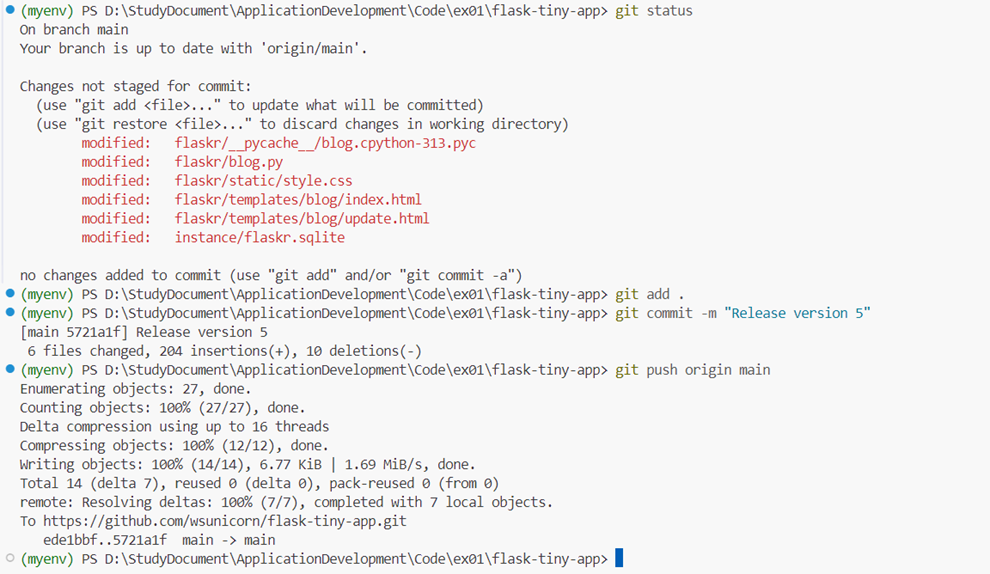 (myenv) PS D:\StudyDocument\ApplicationDevelopment\Code\ex01\flask-tiny-app> git status
On branch main
Your branch is up to date with 'origin/main'.
Changes not staged for commit:
  (use "git add <file>..." to update what will be committed)
  (use "git restore <file>..." to discard changes in working directory)
        modified:   flaskr/__pycache__/blog.cpython-313.pyc
        modified:   flaskr/blog.py
        modified:   flaskr/static/style.css
        modified:   flaskr/templates/blog/index.html
        modified:   flaskr/templates/blog/update.html
        modified:   instance/flaskr.sqlite
no changes added to commit (use "git add" and/or "git commit -a")
(myenv) PS D:\StudyDocument\ApplicationDevelopment\Code\ex01\flask-tiny-app> git add .
(myenv) PS D:\StudyDocument\ApplicationDevelopment\Code\ex01\flask-tiny-app> git commit -m "Release version 5"
[main 5721a1f] Release version 5
 6 files changed, 204 insertions(+), 10 deletions(-)
(myenv) PS D:\StudyDocument\ApplicationDevelopment\Code\ex01\flask-tiny-app> git push origin main
Enumerating objects: 27, done.
Counting objects: 100% (27/27), done.
Delta compression using up to 16 threads
Compressing objects: 100% (12/12), done.
Writing objects: 100% (14/14), 6.77 KiB | 1.69 MiB/s, done.
Total 14 (delta 7), reused 0 (delta 0), pack-reused 0 (from 0)
remote: Resolving deltas: 100% (7/7), completed with 7 local objects.
To https://github.com/wsunicorn/flask-tiny-app.git
   ede1bbf..5721a1f  main -> main
(myenv) PS D:\StudyDocument\ApplicationDevelopment\Code\ex01\flask-tiny-app>